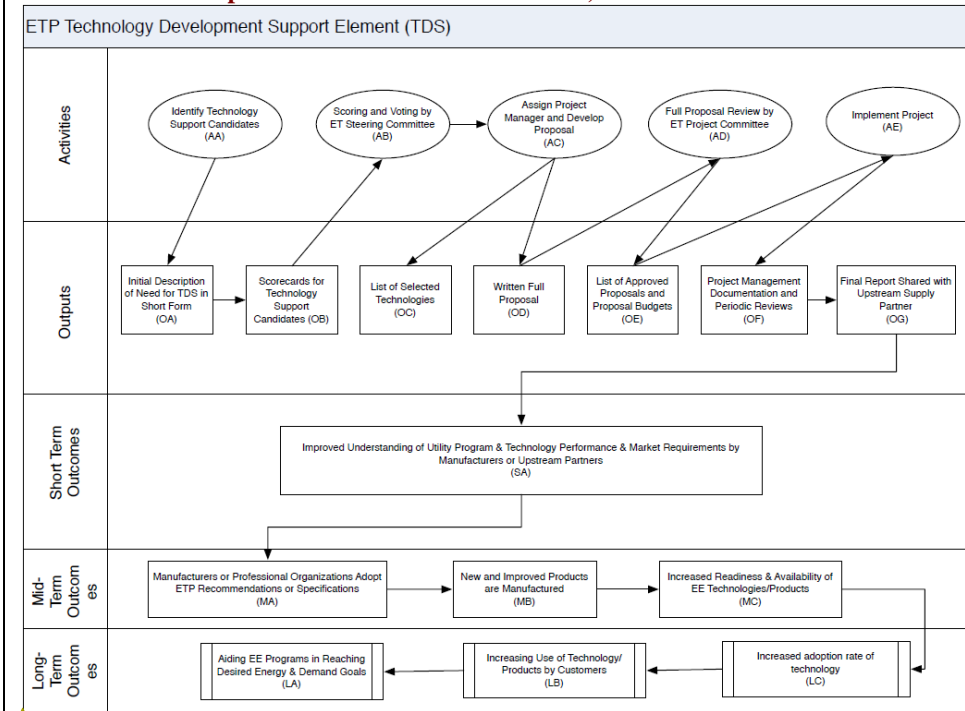 ETP Technology Development Support Element (TDS)
Activities
Identify Technology
Support Candidates
(AA)
Scoring and Voting by
ET Steering Committee
(AB)
Assign Project
Manager and Develop
Proposal
(AC)
Full Proposal Review by
ET Project Committee
(AD)
Implement Project
(AE)
Outputs
Initial Description
of Need for TDS in
Short Form
(OA)
Scorecards for
Technology
Support
Candidates (OB)
List of Selected
Technologies
(OC)
Written Full
Proposal
(OD)
List of Approved
Proposals and
Proposal Budgets
(OE)
Project Management
Documentation and
Periodic Reviews
(OF)
Final Report Shared with
Upstream Supply
Partner
(OG)
Short Term
Outcomes
Improved Understanding of Utility Program & Technology Performance & Market Requirements by
Manufacturers or Upstream Partners
(SA)
Mid-
Term
Outcom
es
Manufacturers or Professional Organizations Adopt
ETP Recommendations or Specifications
(MA)
New and Improved Products
are Manufactured
(MB)
Increased Readiness & Availability of
EE Technologies/Products
(MC)
Long-
Term
Outcom
es
Aiding EE Programs in Reaching
Desired Energy & Demand Goals
(LA)
Increasing Use of Technology/
Products by Customers
(LB)
Increased adoption rate of
technology
(LC)